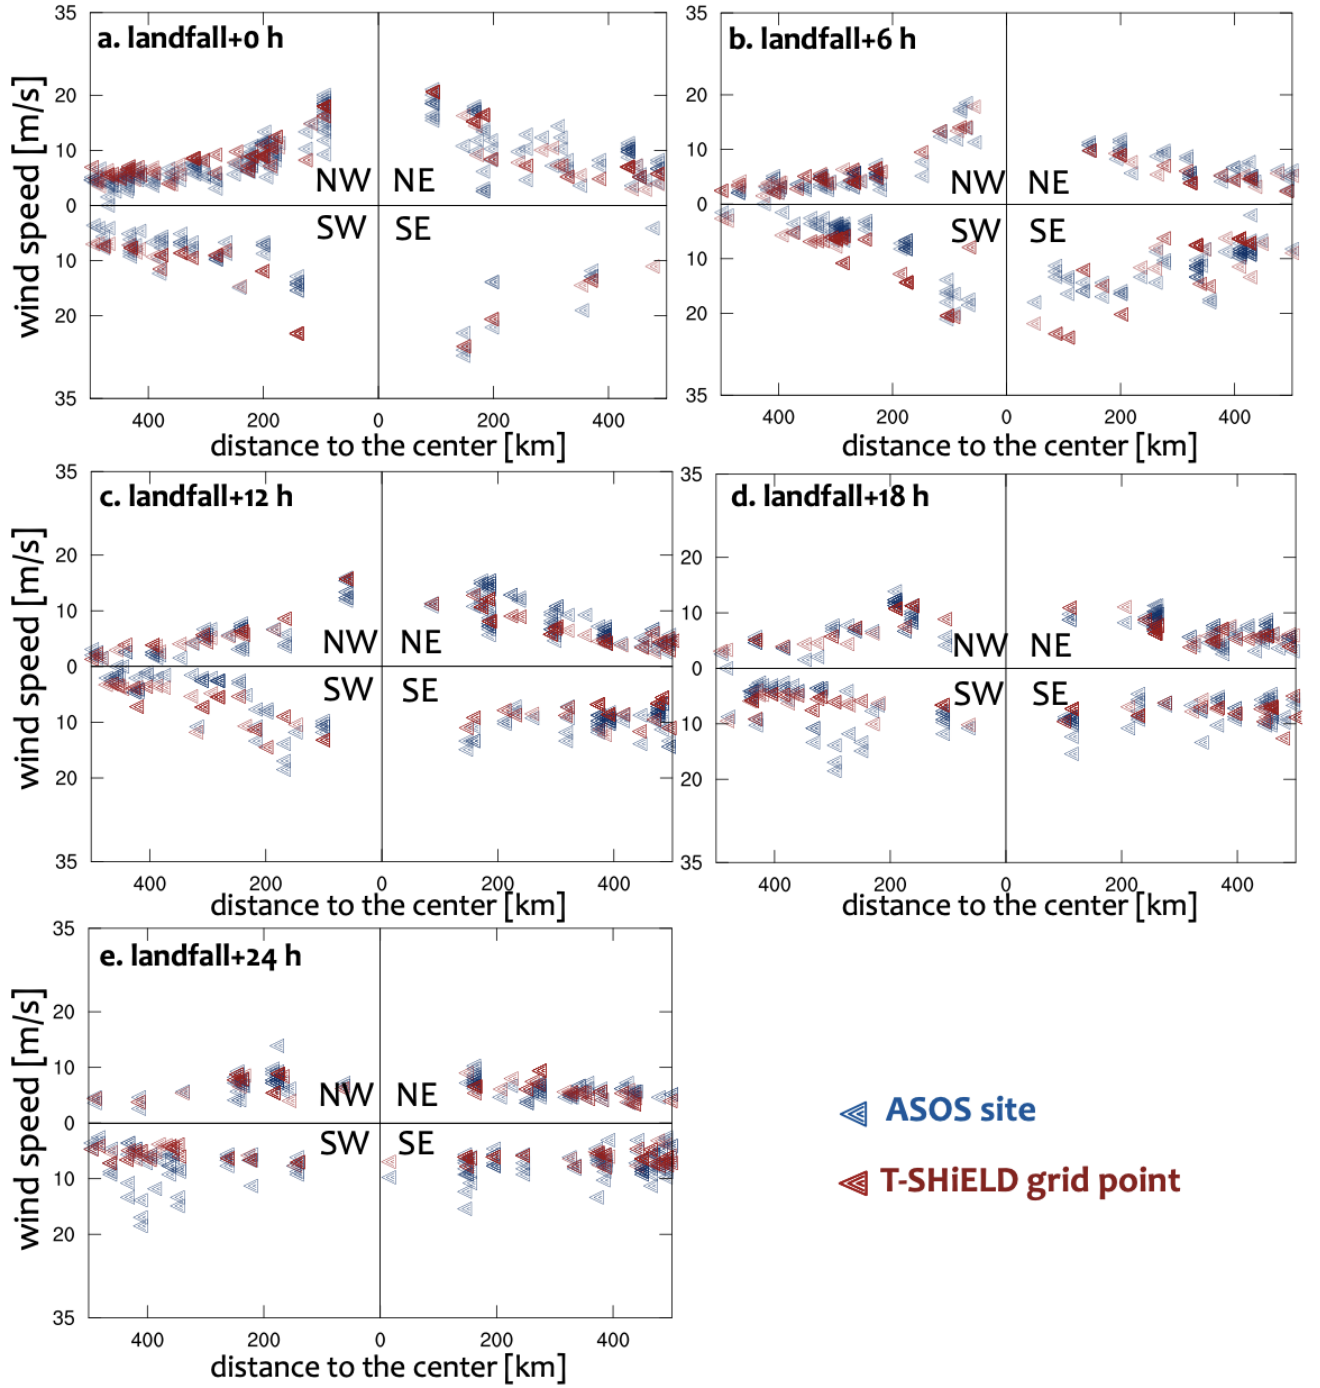 a. landfall+0 h
35
20
10
0
10
20
35
wind speed [m/s]
NW NE
SW SE
400 200 0 200 400
distance to the center [km]
b. landfall+6 h
35
20
10
0
10
20
35
NW NE
SW SE
400 200 0 200 400
distance to the center [km]
c. landfall+12 h
35
20
10
0
10
20
35
wind speed [m/s]
NW NE
SW SE
400 200 0 200 400
distance to the center [km]
d. landfall+18 h
35
20
10
0
10
20
35
NW NE
SW SE
400 200 0 200 400
distance to the center [km]
e. landfall+24 h
35
20
10
0
10
20
35
wind speed [m/s]
NW NE
SW SE
400 200 0 200 400
distance to the center [km]
ASOS site
T-SHiELD grid point